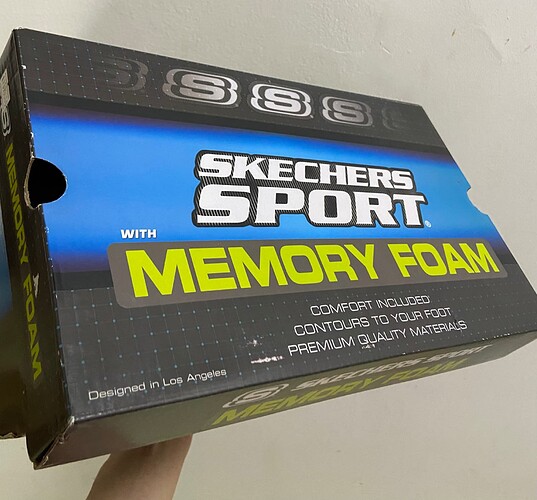 S S S
SKECHERS
SPORT®
WITH
MEMORY FOAM
COMFORT INCLUDED
CONTOURS TO YOUR FOOT
PREMIUM QUALITY MATERIALS
Designed in Los Angeles
S SKECHERS SPORT
MEMORY FOAM
MEMORY FOAM